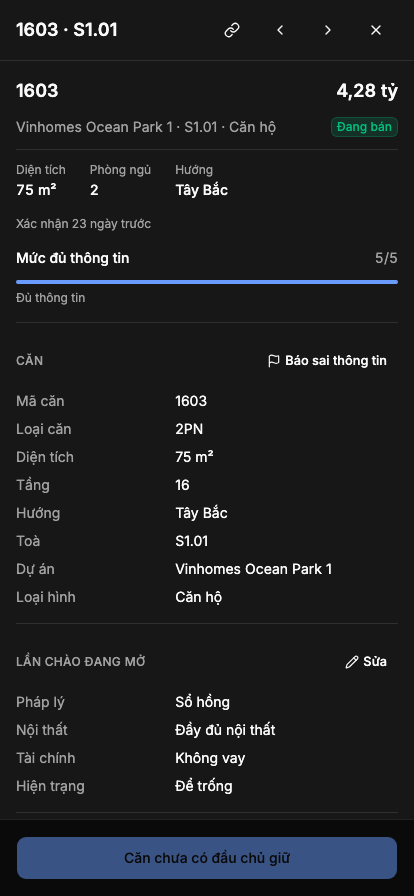 1603 · S1.01
1603
4,28 tỷ
Vinhomes Ocean Park 1 · S1.01 · Căn hộ
Đang bán
Diện tích
Phòng ngủ
Hướng
75 m²
2
Tây Bắc
Xác nhận 23 ngày trước
Mức đủ thông tin
5/5
Đủ thông tin
CĂN
Báo sai thông tin
Mã căn
1603
Loại căn
2PN
Diện tích
75 m²
Tầng
16
Hướng
Tây Bắc
Toà
S1.01
Dự án
Vinhomes Ocean Park 1
Loại hình
Căn hộ
LẦN CHÀO ĐANG MỞ
Sửa
Pháp lý
Sổ hồng
Nội thất
Đầy đủ nội thất
Tài chính
Không vay
Hiện trạng
Để trống
Căn chưa có đầu chủ giữ